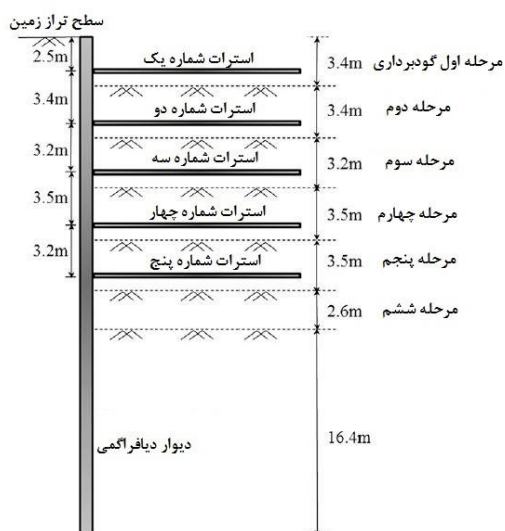 سطح تراز زمین
2.5m
استرات شماره یک
3.4m
مرحله اول گودبرداری
3.4m
استرات شماره دو
3.4m
مرحله دوم
3.2m
استرات شماره سه
3.2m
مرحله سوم
3.5m
استرات شماره چهار
3.5m
مرحله چهارم
3.2m
استرات شماره پنج
3.5m
مرحله پنجم
2.6m
مرحله ششم
دیوار دیافراگمی
16.4m